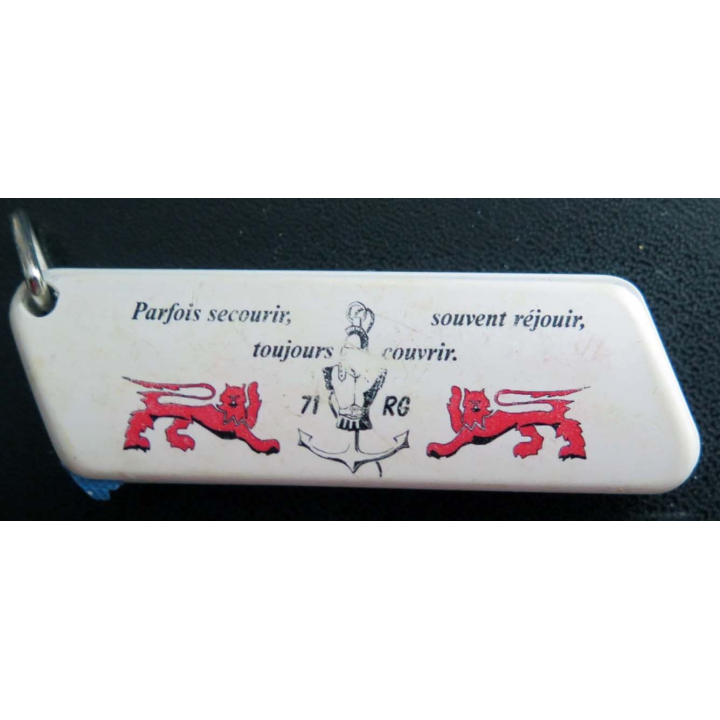 Parfois secourir, souvent réjouir,
toujours couvrir.
71 RG